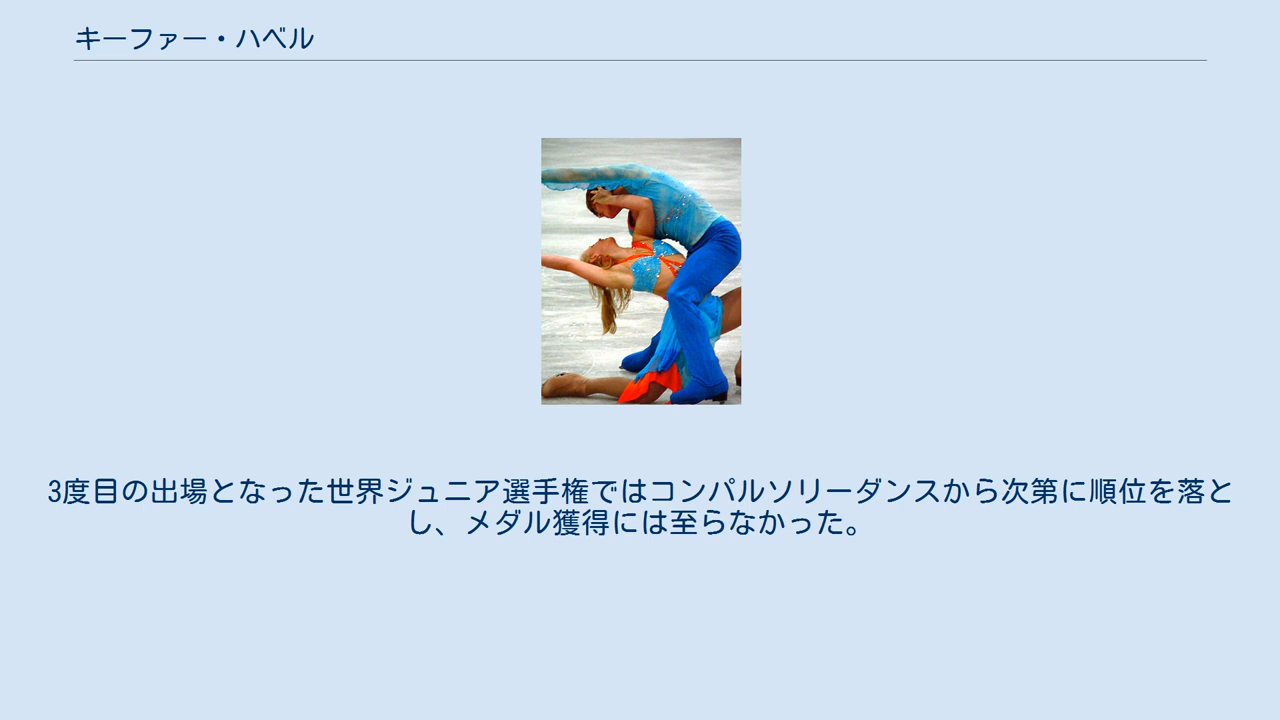 キーファー・ハベル
3度目の出場となった世界ジュニア選手権ではコンパルソリーダンスから次第に順位を落と
し、メダル獲得には至らなかった。